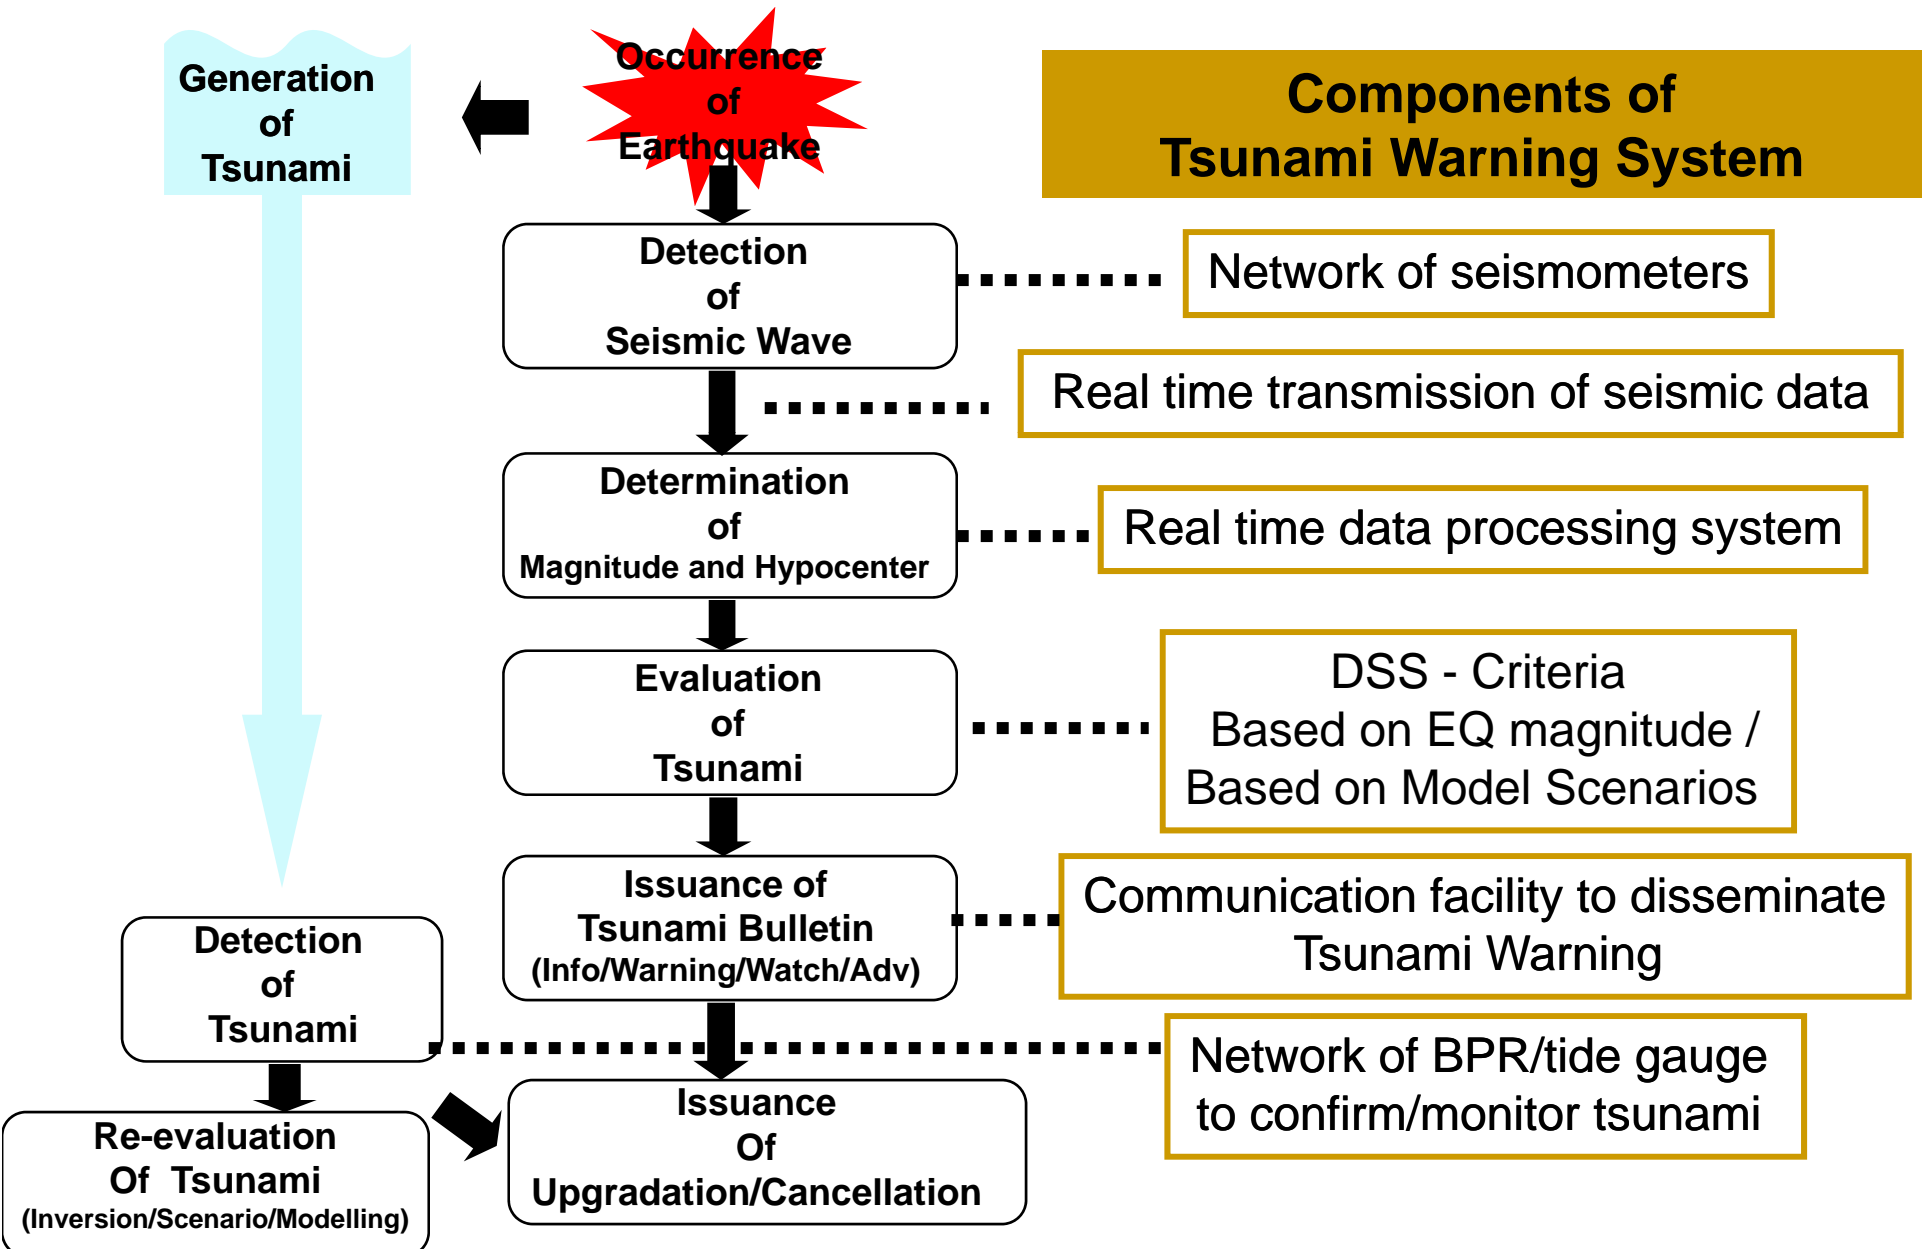 Generation
of
Tsunami
Occurrence
of
Earthquake
Components of
Tsunami Warning System
Detection
of
Seismic Wave
Network of seismometers
Real time transmission of seismic data
Determination
of
Magnitude and Hypocenter
Real time data processing system
Evaluation
of
Tsunami
DSS - Criteria
Based on EQ magnitude /
Based on Model Scenarios
Issuance of
Tsunami Bulletin
(Info/Warning/Watch/Adv)
Communication facility to disseminate
Tsunami Warning
Detection
of
Tsunami
Network of BPR/tide gauge
to confirm/monitor tsunami
Re-evaluation
Of Tsunami
(Inversion/Scenario/Modelling)
Issuance
Of
Upgradation/Cancellation